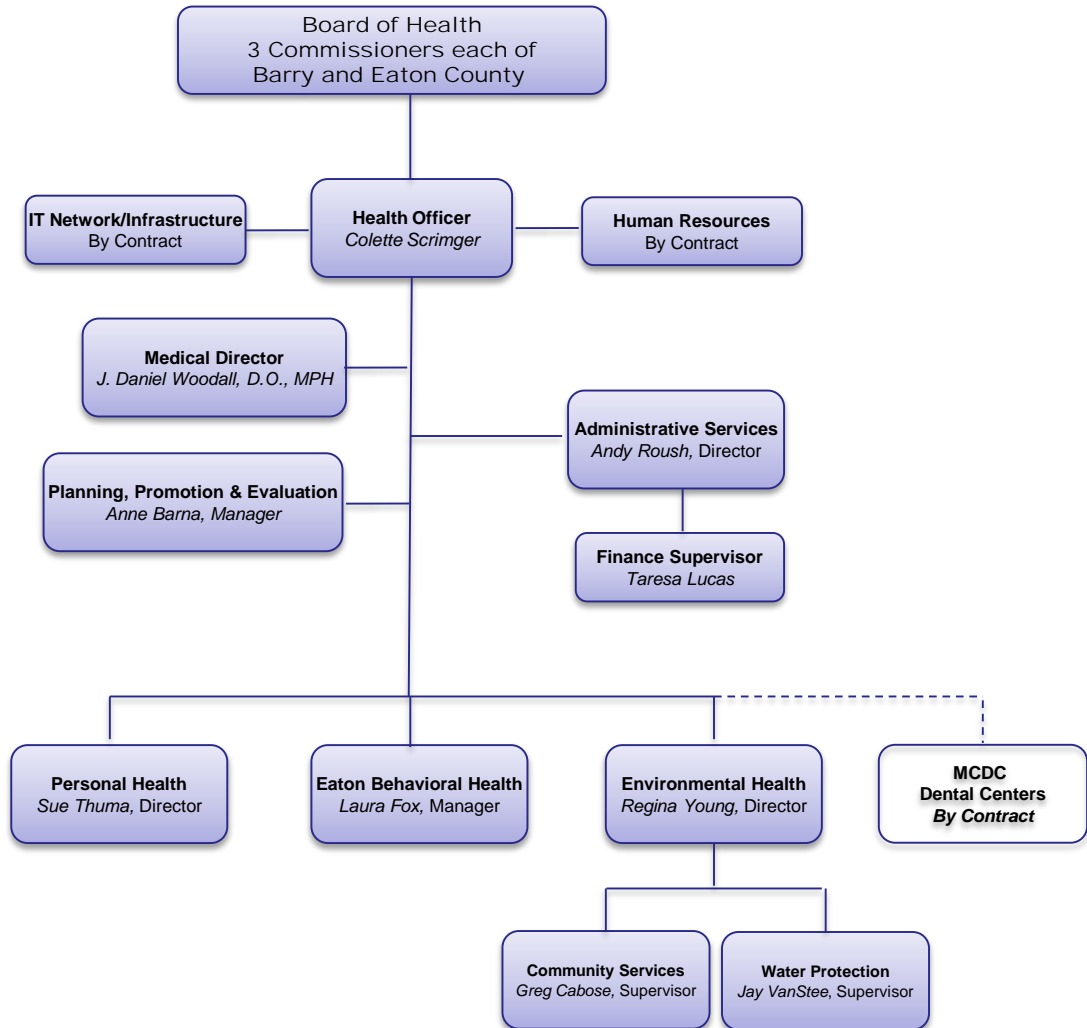 Board of Health
3 Commissioners each of
Barry and Eaton County
IT Network/Infrastructure
By Contract
Health Officer
Colette Scrimger
Human Resources
By Contract
Medical Director
J. Daniel Woodall, D.O., MPH
Administrative Services
Andy Roush, Director
Planning, Promotion & Evaluation
Anne Barna, Manager
Finance Supervisor
Taresa Lucas
Personal Health
Sue Thuma, Director
Eaton Behavioral Health
Laura Fox, Manager
Environmental Health
Regina Young, Director
MCDC
Dental Centers
By Contract
Community Services
Greg Cabose, Supervisor
Water Protection
Jay VanStee, Supervisor